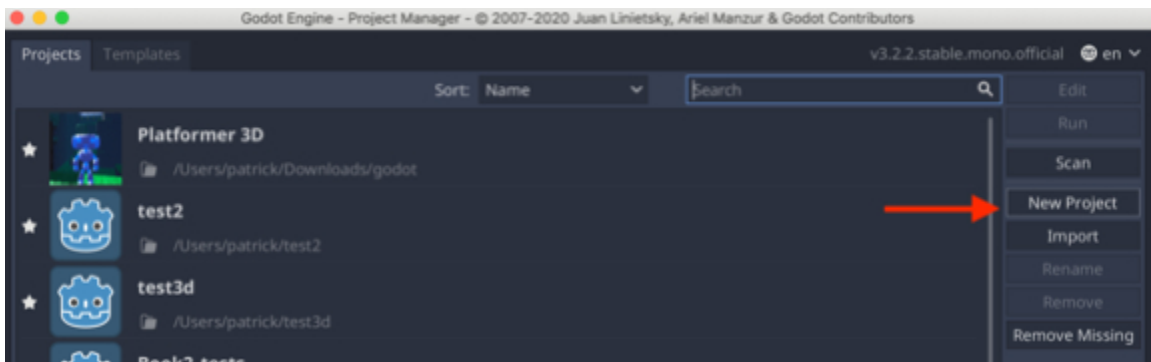 Godot Engine - Project Manager - © 2007-2020 Juan Linietsky, Ariel Manzur & Godot Contributors
Projects Templates v3.2.2.stable.mono.official en
Sort: Name Search Edit
Run
Platformer 3D
/Users/patrick/Downloads/godot Scan
test2 New Project
/Users/patrick/test2 Import
Rename
test3d
/Users/patrick/test3d Remove
Remove Missing
Book2-tests